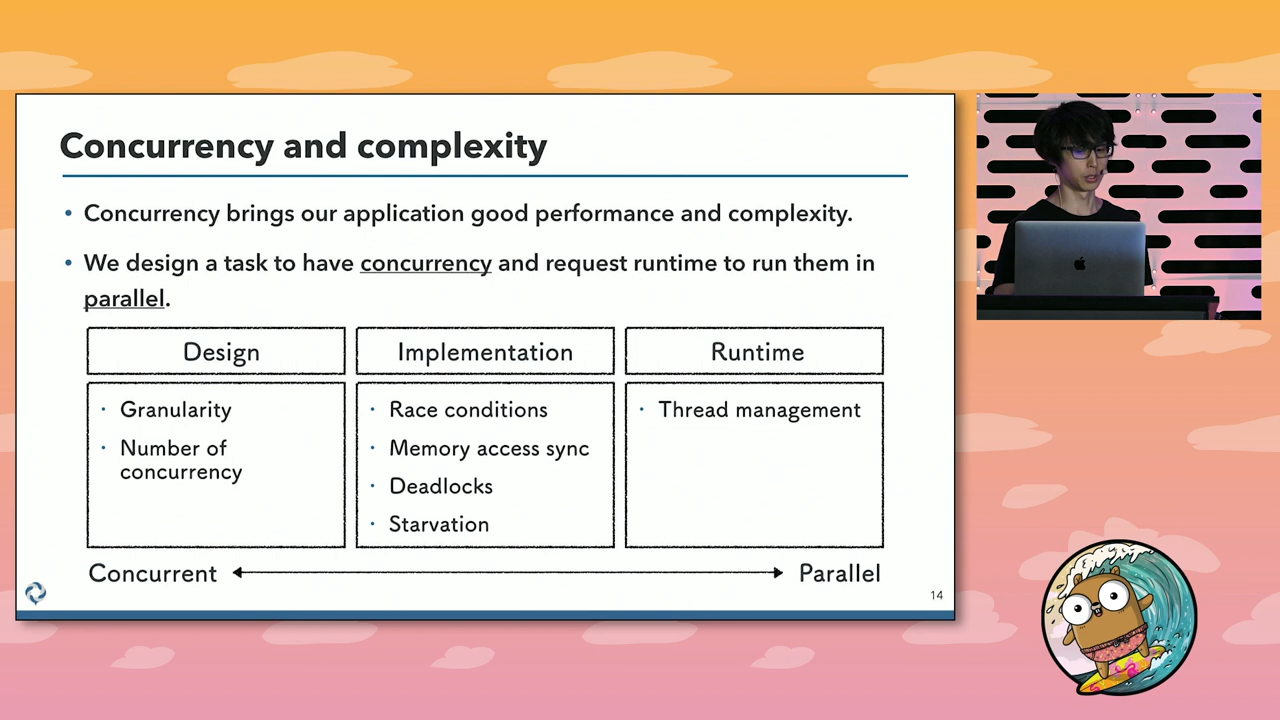 Concurrency and complexity
• Concurrency brings our application good performance and complexity.
• We design a task to have concurrency and request runtime to run them in
parallel.
Design
Implementation
Runtime
· Granularity
· Number of
concurrency
· Race conditions
· Memory access sync
· Deadlocks
· Starvation
· Thread management
Concurrent
Parallel
14